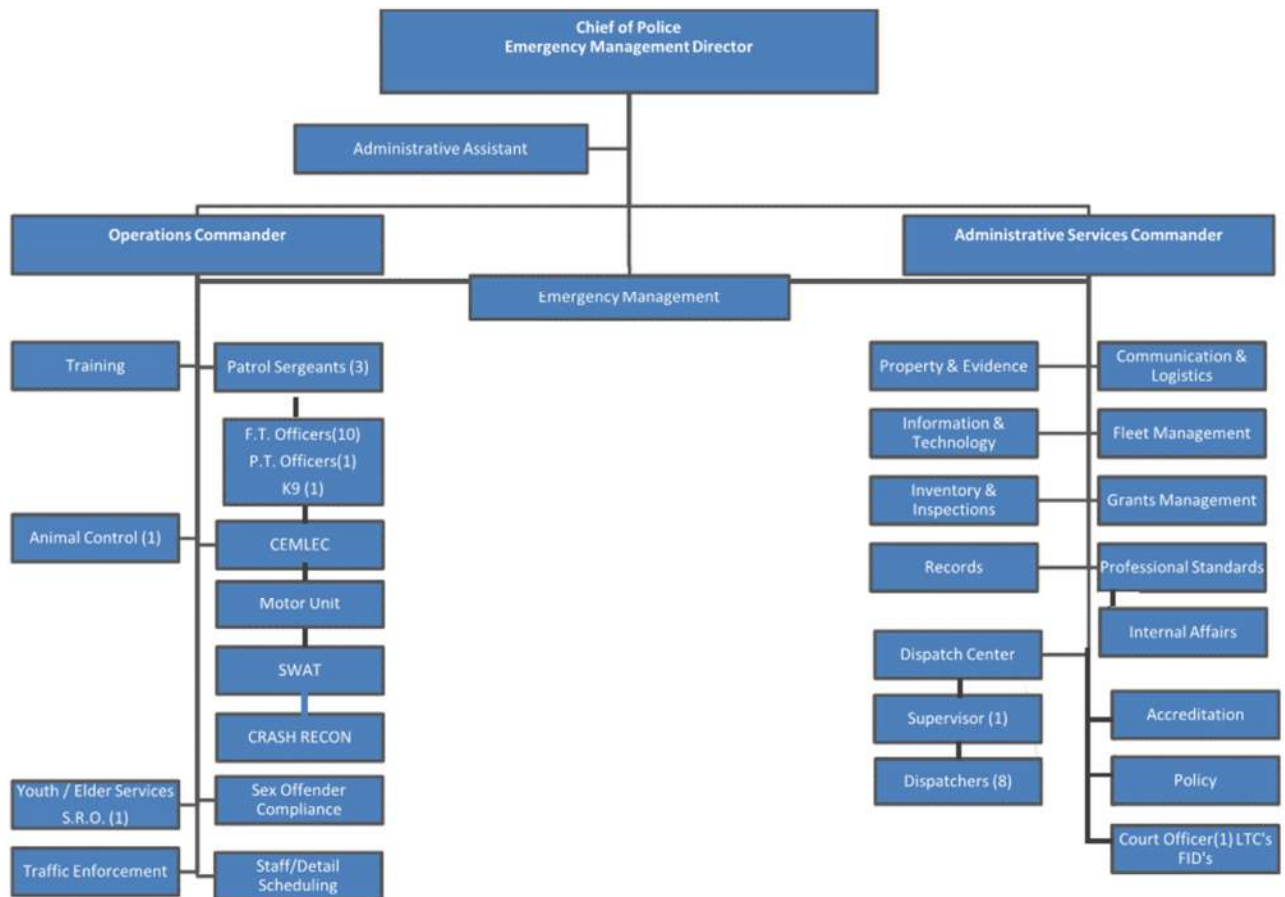 Chief of Police
Emergency Management Director
Administrative Assistant
Operations Commander
Administrative Services Commander
Emergency Management
Training
Patrol Sergeants (3)
F.T. Officers(10)
P.T. Officers(1)
K9 (1)
Animal Control (1)
CEMLEC
Motor Unit
SWAT
CRASH RECON
Youth / Elder Services
S.R.O. (1)
Sex Offender
Compliance
Traffic Enforcement
Staff/Detail
Scheduling
Property & Evidence
Communication &
Logistics
Information &
Technology
Fleet Management
Inventory &
Inspections
Grants Management
Records
Professional Standards
Internal Affairs
Dispatch Center
Supervisor (1)
Dispatchers (8)
Accreditation
Policy
Court Officer(1) LTC's
FID's